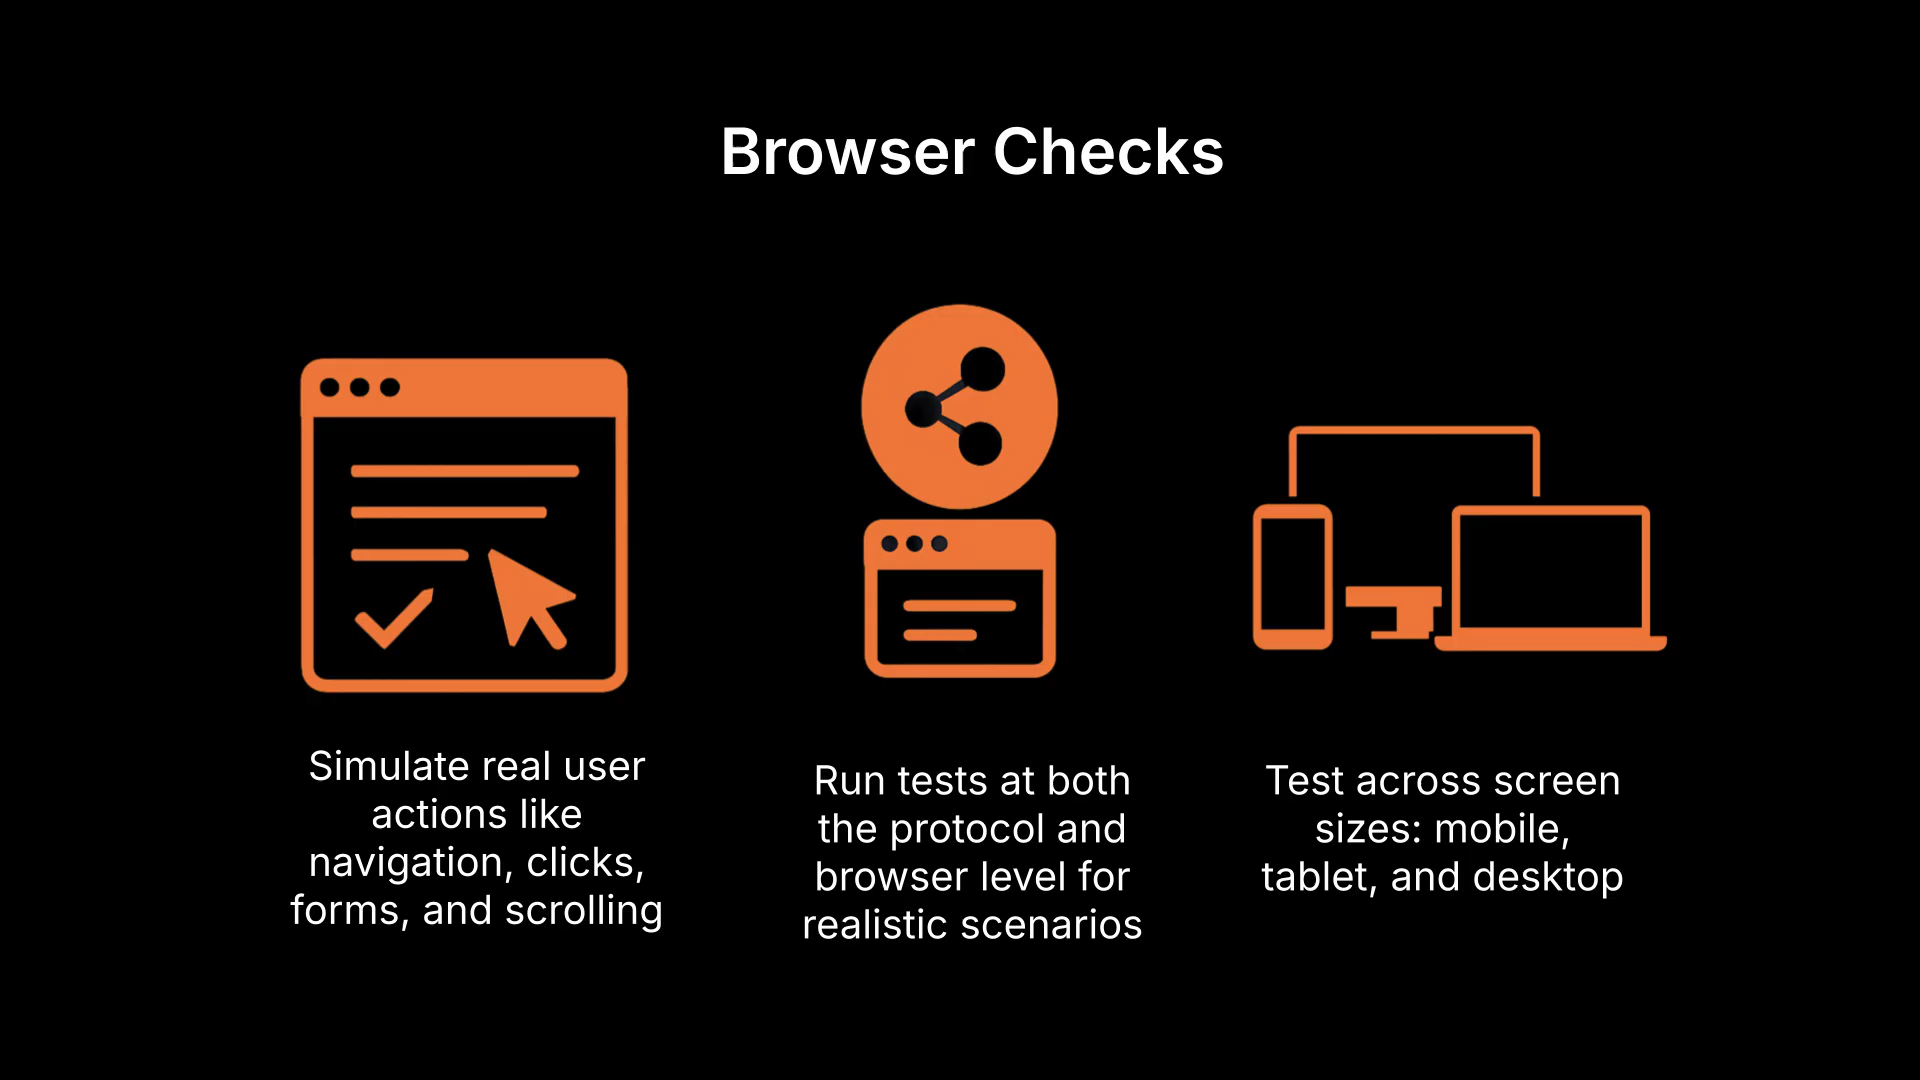 Browser Checks
Simulate real user
actions like
navigation, clicks,
forms, and scrolling
Run tests at both
the protocol and
browser level for
realistic scenarios
Test across screen
sizes: mobile,
tablet, and desktop